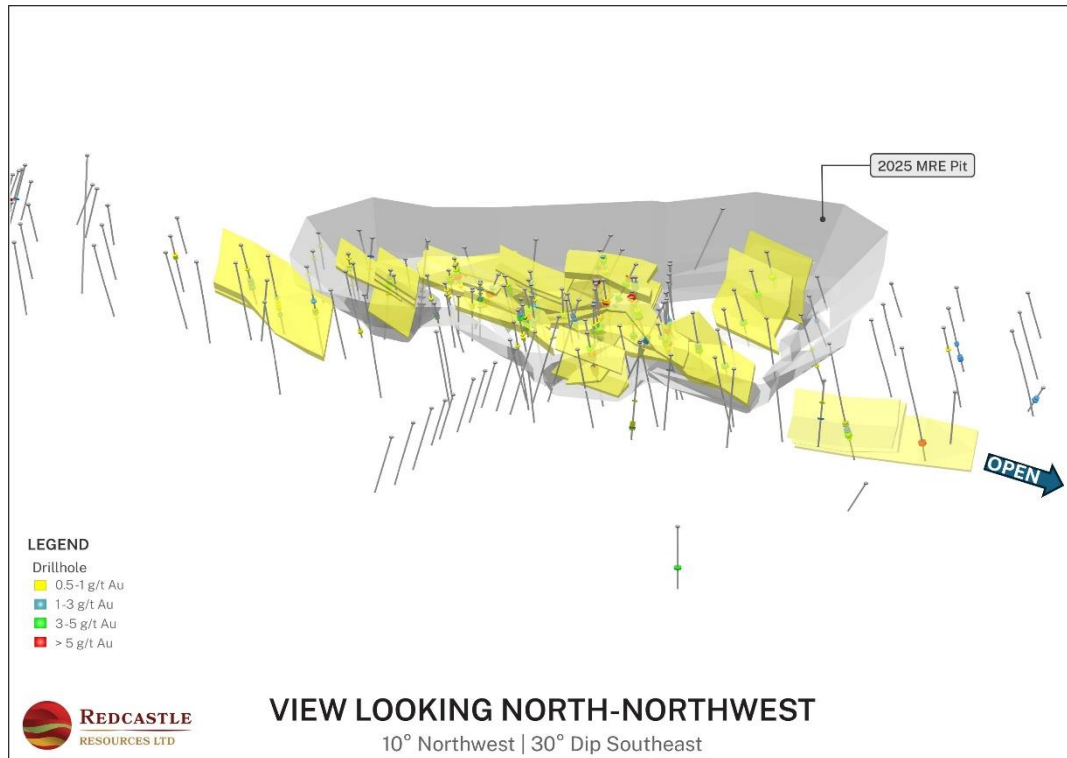 2025 MRE Pit
OPEN
LEGEND
Drillhole
0.5-1 g/t Au
1-3 g/t Au
3-5 g/t Au
> 5 g/t Au
REDCASTLE
RESOURCES LTD
VIEW LOOKING NORTH-NORTHWEST
10° Northwest | 30° Dip Southeast